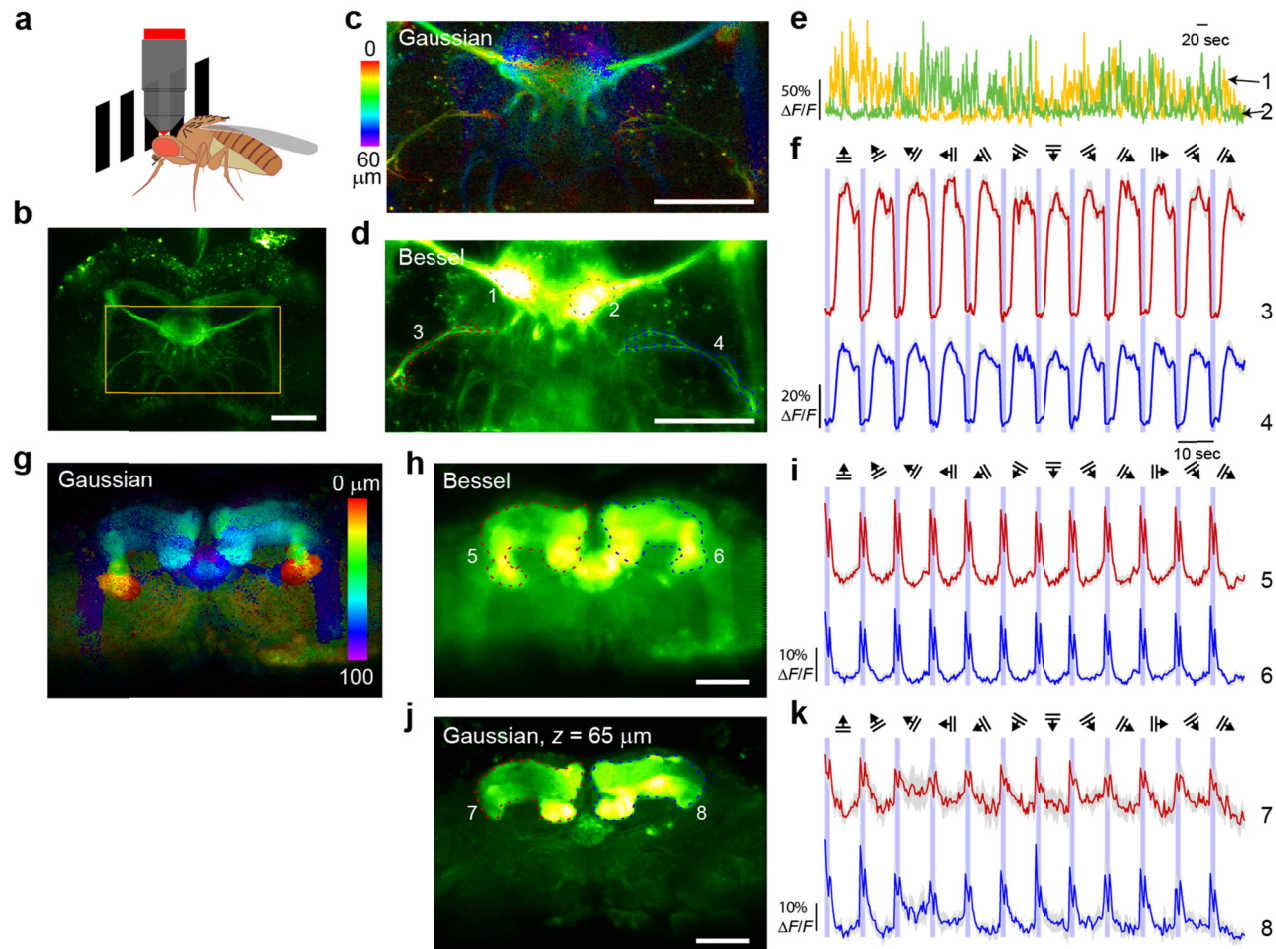 a
b
c
Gaussian
0
60
μm
d
Bessel
1
2
3
4
e
20 sec
50%
ΔF/F
1
2
f
3
20%
ΔF/F
4
10 sec
g
Gaussian
0 μm
100
h
Bessel
5
6
i
5
10%
ΔF/F
6
j
Gaussian, z = 65 μm
7
8
k
7
10%
ΔF/F
8